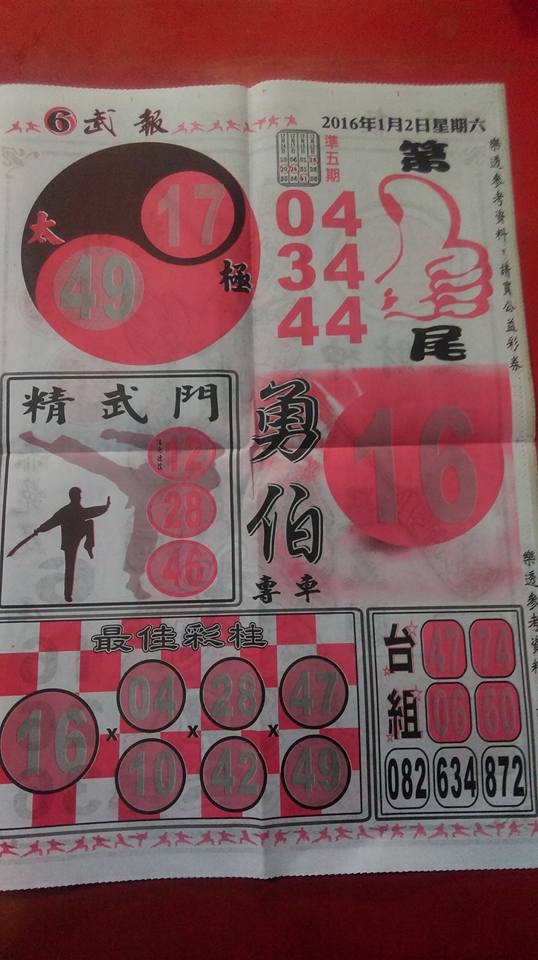 6 武報
2016年1月2日星期六
太極
17
49
準五期
第
尾
04
34
44
樂透參考資料，請買公益彩券
精武門
12
28
46
勇伯
專車
16
樂透參考資料
最佳彩柱
16 x 04 10 x 28 42 x 47 49
台組
47 74
06 60
082 634 872